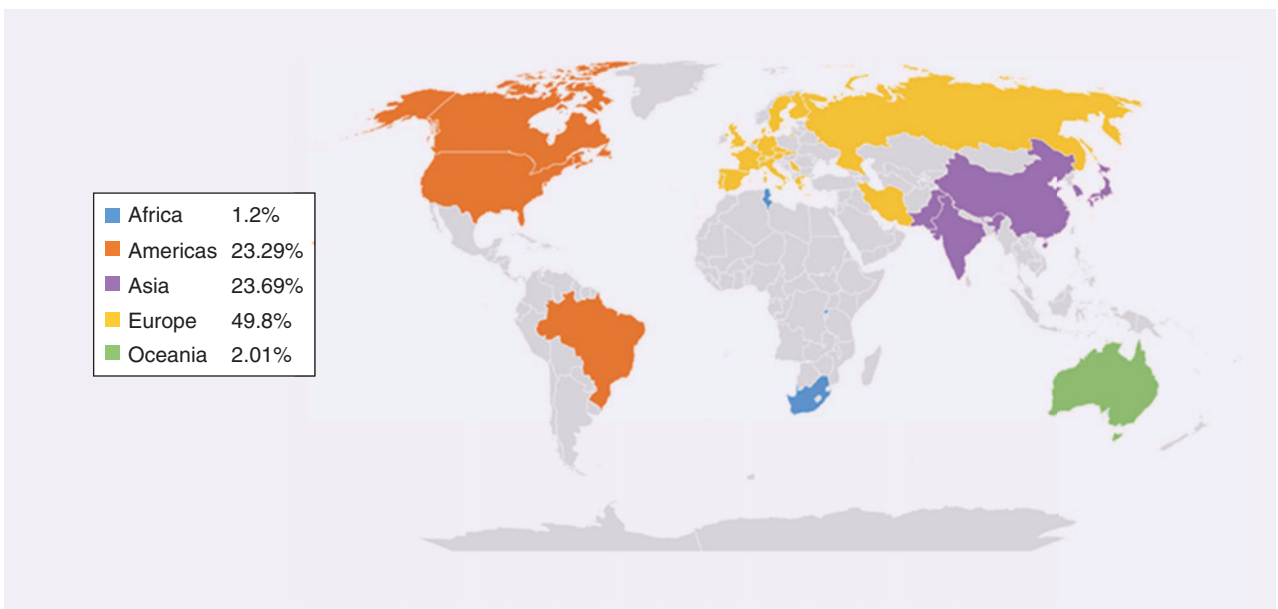 Africa 1.2%
Americas 23.29%
Asia 23.69%
Europe 49.8%
Oceania 2.01%